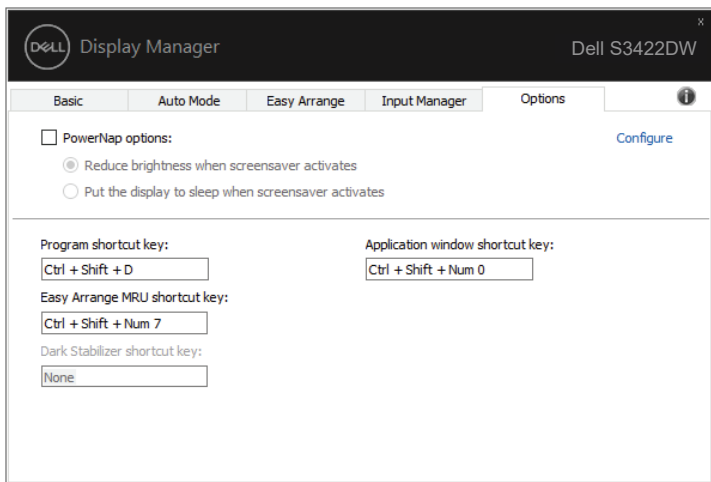 x
DELL Display Manager
Dell S3422DW
Basic
Auto Mode
Easy Arrange
Input Manager
Options
i
PowerNap options:
Configure
Reduce brightness when screensaver activates
Put the display to sleep when screensaver activates
Program shortcut key:
Application window shortcut key:
Ctrl + Shift + D
Ctrl + Shift + Num 0
Easy Arrange MRU shortcut key:
Ctrl + Shift + Num 7
Dark Stabilizer shortcut key:
None